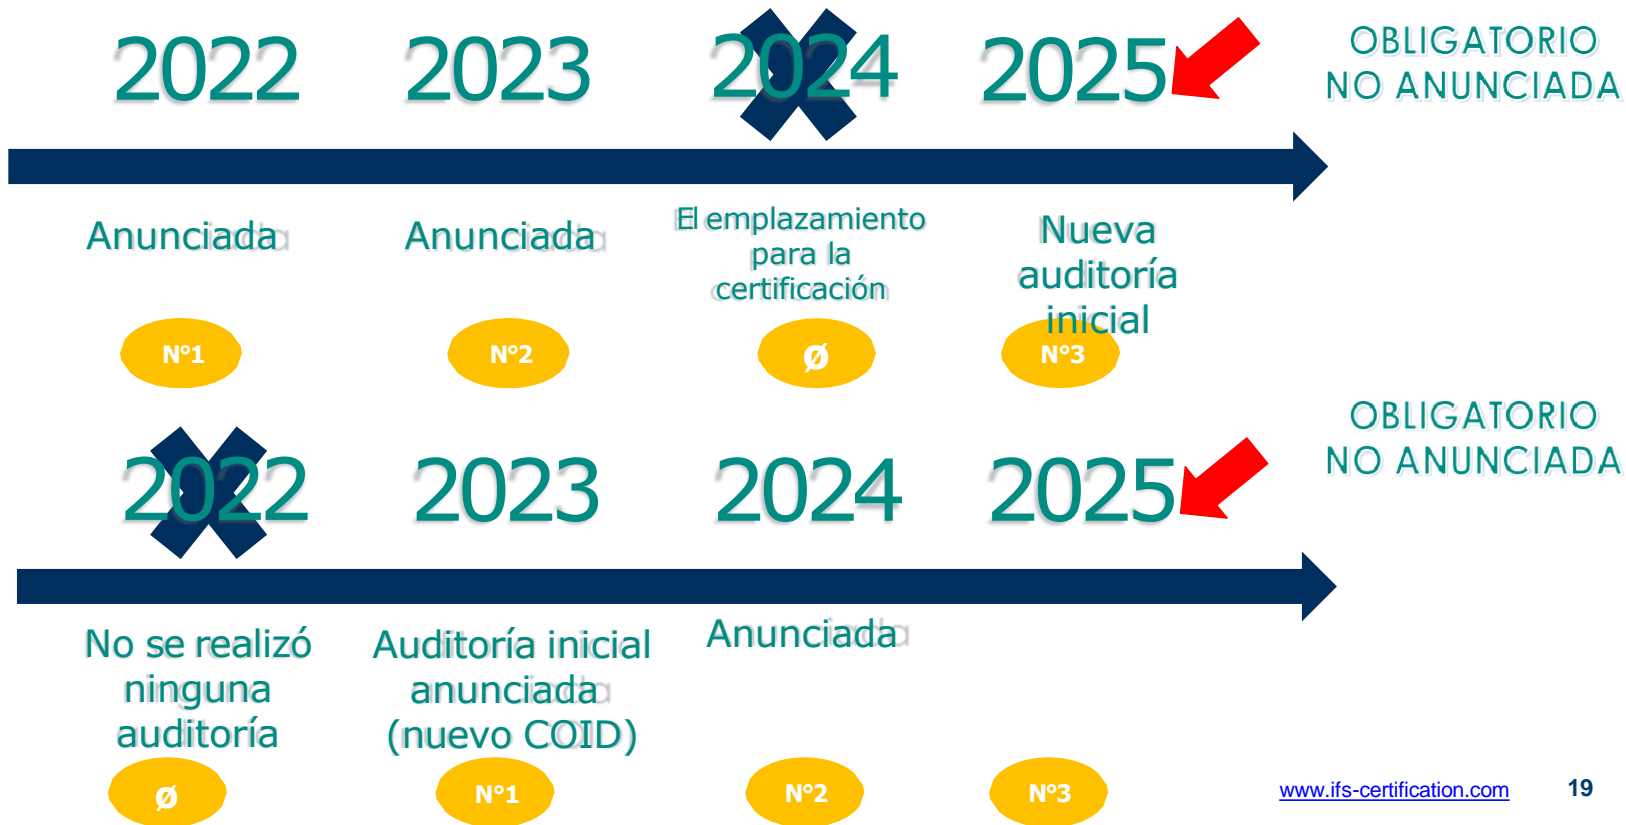 2022
2023
2024
2025
OBLIGATORIO
NO ANUNCIADA
Anunciada
Anunciada
El emplazamiento
para la
certificación
Nueva
auditoría
inicial
N°1
N°2
Ø
N°3
OBLIGATORIO
NO ANUNCIADA
2022
2023
2024
2025
No se realizó
ninguna
auditoría
Auditoría inicial
anunciada
(nuevo COID)
Anunciada
Ø
N°1
N°2
N°3
www.ifs-certification.com
19